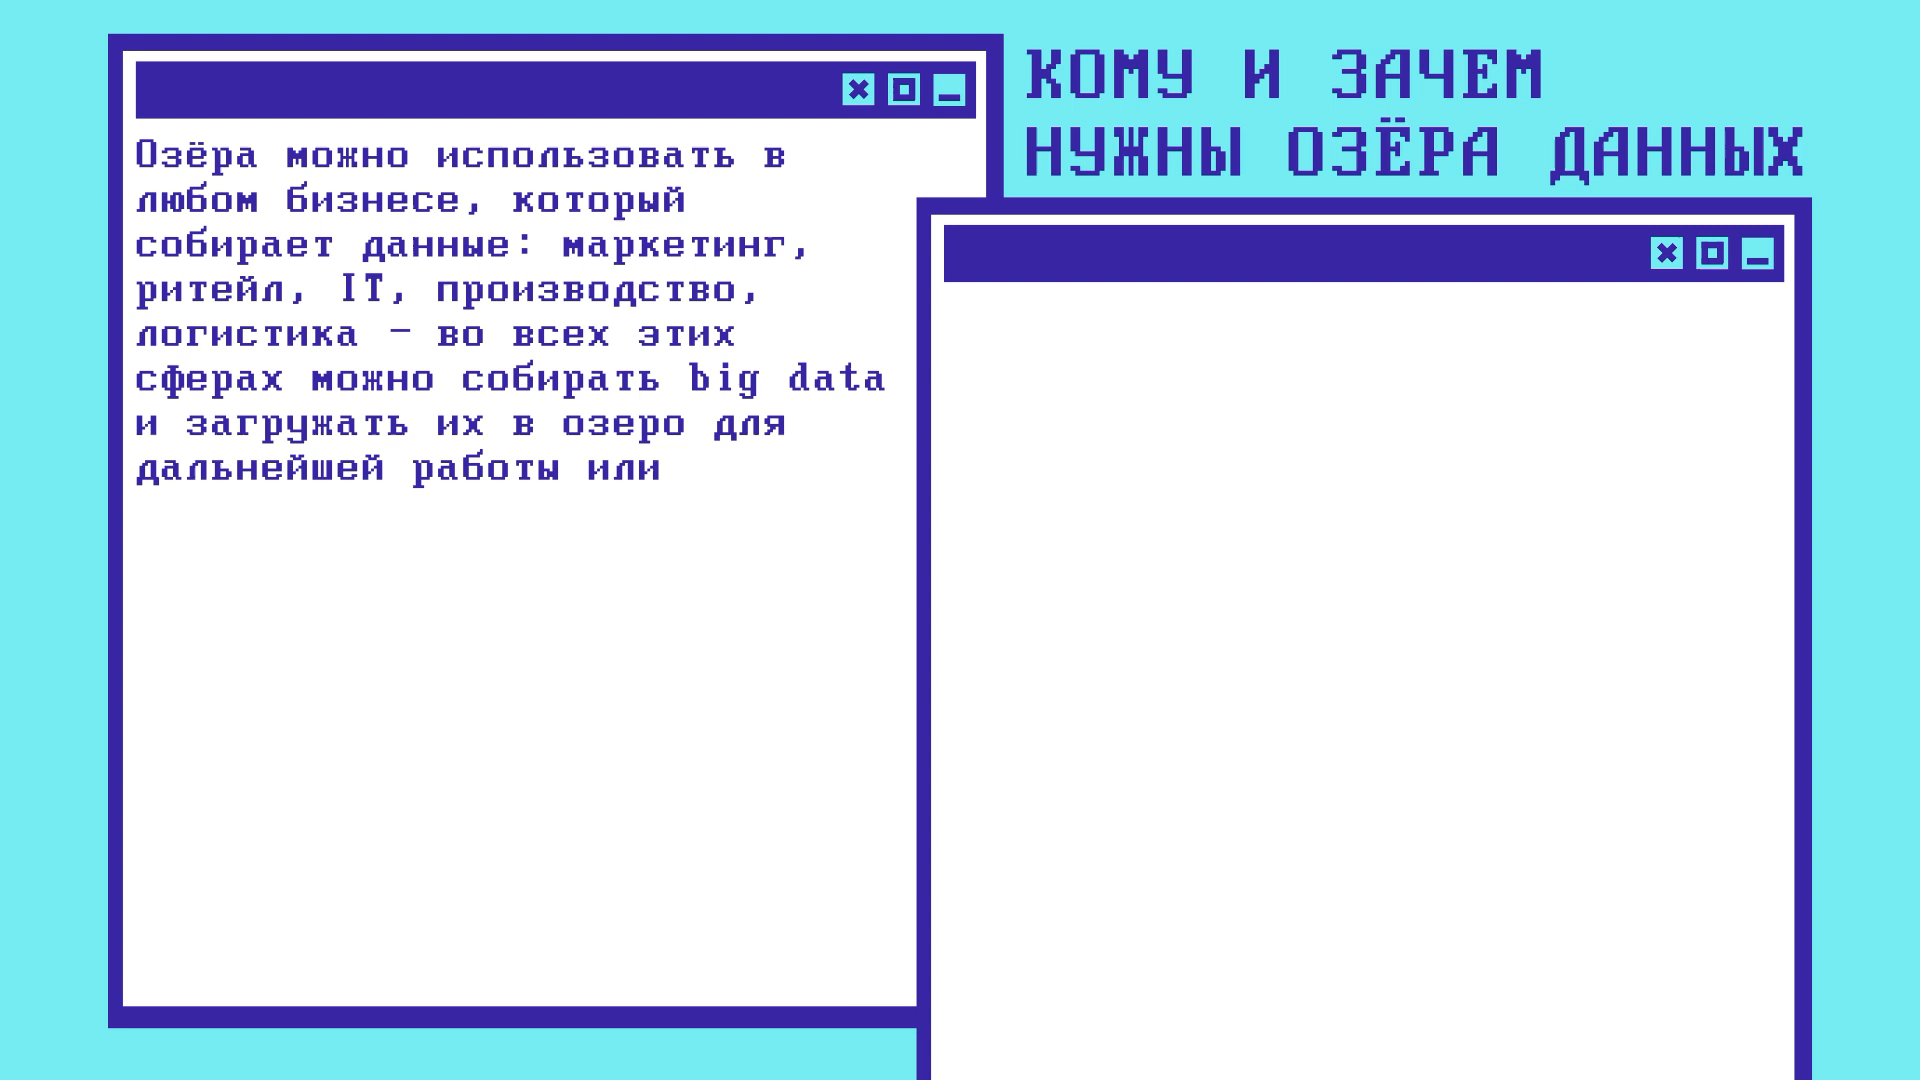 КОМУ И ЗАЧЕМ
НУЖНЫ ОЗЁРА ДАННЫХ
Озёра можно использовать в
любом бизнесе, который
собирает данные: маркетинг,
ритейл, IT, производство,
логистика — во всех этих
сферах можно собирать big data
и загружать их в озеро для
дальнейшей работы или